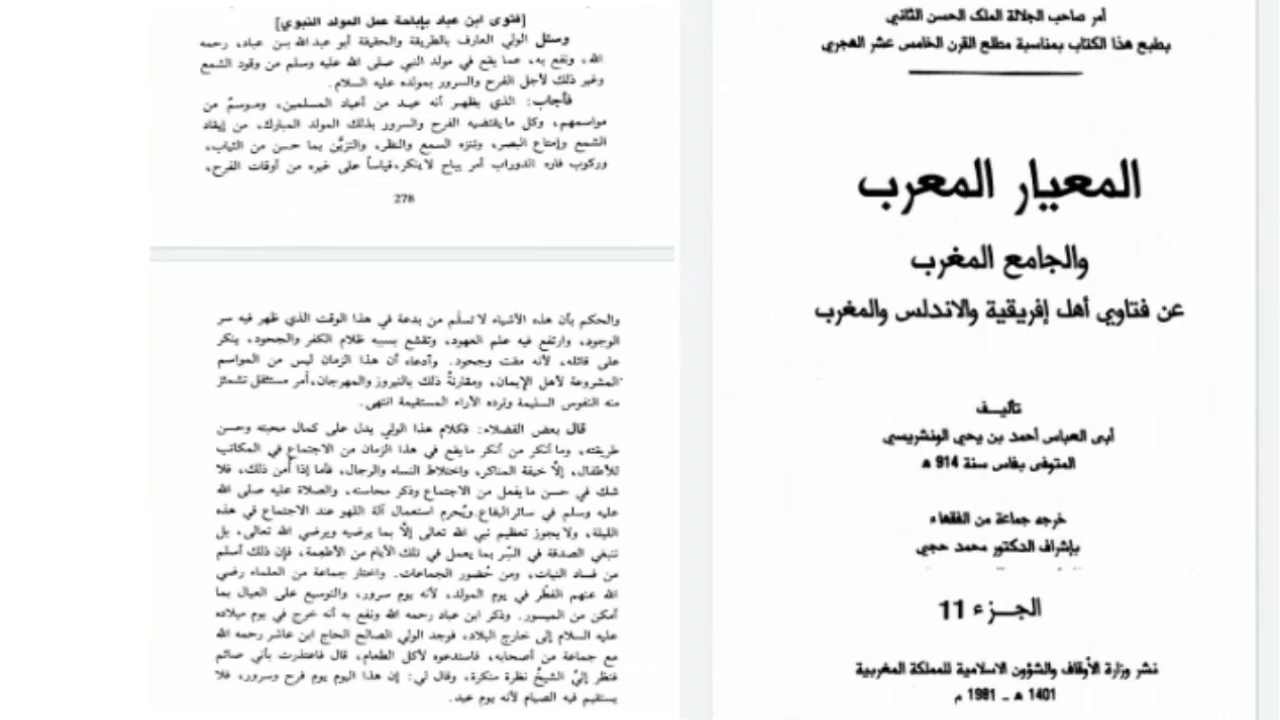 أمر صاحب الجلالة الملك الحسن الثاني
بطبع هذا الكتاب بمناسبة مطلع القرن الخامس عشر الهجري
المعيار المعرب
والجامع المغرب
عن فتاوي أهل إفريقية والاندلس والمغرب
تأليف
أبي العباس أحمد بن يحي الونشريسي
المتوفى بفاس سنة 914 هـ
خرجه جماعة من الفقهاء
بإشراف الدكتور محمد حجي
الجزء 11
نشر وزارة الأوقاف والشؤون الاسلامية للمملكة المغربية
1401 هـ ـ 1981 م
[فتوى ابن عباد بإباحة عمل المولد النبوي]
وسئل الولي العارف بالطريقة والحقيقة أبو عبد الله بن عباد، رحمه
الله، ونفع به، عما يقع في مولد النبي صلى الله عليه وسلم من وقود الشمع
وغير ذلك لأجل الفرح والسرور بمولده عليه السلام.
فأجاب: الذي يظهر أنه عيد من أعياد المسلمين، وموسمٌ من
مواسمهم، وكل ما يقتضيه الفرح والسرور بذلك المولد المبارك، من إيقاد
الشمع وإمتاع البصر، وتنزه السمع والنظر، والتزيُّن بما حسن من الثياب،
وركوب فاره الدوراب أمر يباح لا ينكر، قياساً على غيره من أوقات الفرح،
278
والحكم بأن هذه الأشياء لا تسلَم من بدعة في هذا الوقت الذي ظهر فيه سر
الوجود، وارتفع فيه علم العهود، وتقشع بسببه ظلام الكفر والجحود، ينكر
على قائله، لأنه مقت وجحود. وادعاء أن هذا الزمان ليس من المواسم
المشروعة لأهل الإيمان، ومقارنةُ ذلك بالنيروز والمهرجان، أمر مستثقل تشمئز
منه النفوس السليمة وترده الآراء المستقيمة انتهى.
قال بعض الفضلاء: فكلام هذا الولي يدل على كمال محبته وحسن
طريقته، وما أنكر من أنكر ما يقع في هذا الزمان من الاجتماع في المكاتب
للأطفال، إلّا خيفة المناكر، واختلاط النساء والرجال، فأما إذا أُمن ذلك، فلا
شك في حسن ما يفعل من الاجتماع وذكر محاسنه، والصلاة عليه صلى الله
عليه وسلم في سائر البقاع. ويُحرم استعمال آلة اللهو عند الاجتماع في هذه
الليلة، ولا يجوز تعظيم نبي الله تعالى إلّا بما يرضيه ويرضي الله تعالى، بل
تنبغي الصدقة في السّر بما يعمل في تلك الأيام من الأطعمة، فإن ذلك أسلم
من فساد النيات، ومن حُضور الجماعات. واختار جماعة من العلماء رضي
الله عنهم الفطْر في يوم المولد، لأنه يوم سرور، والتوسيع على العيال بما
أمكن من الميسور. وذكر ابن عباد رحمه الله ونفع به أنه خرج في يوم ميلاده
عليه السلام إلى خارج البلاد، فوجد الولي الصالح الحاج ابن عاشر رحمه الله
مع جماعة من أصحابه، فاستدعوه لأكل الطعام، قال فاعتذرت بأني صائم
فنظر إليَّ الشيخُ نظرة منكرة، وقال لي: إن هذا اليوم يوم فرح وسرور، فلا
يستقيم فيه الصيام لأنه يوم عيد.